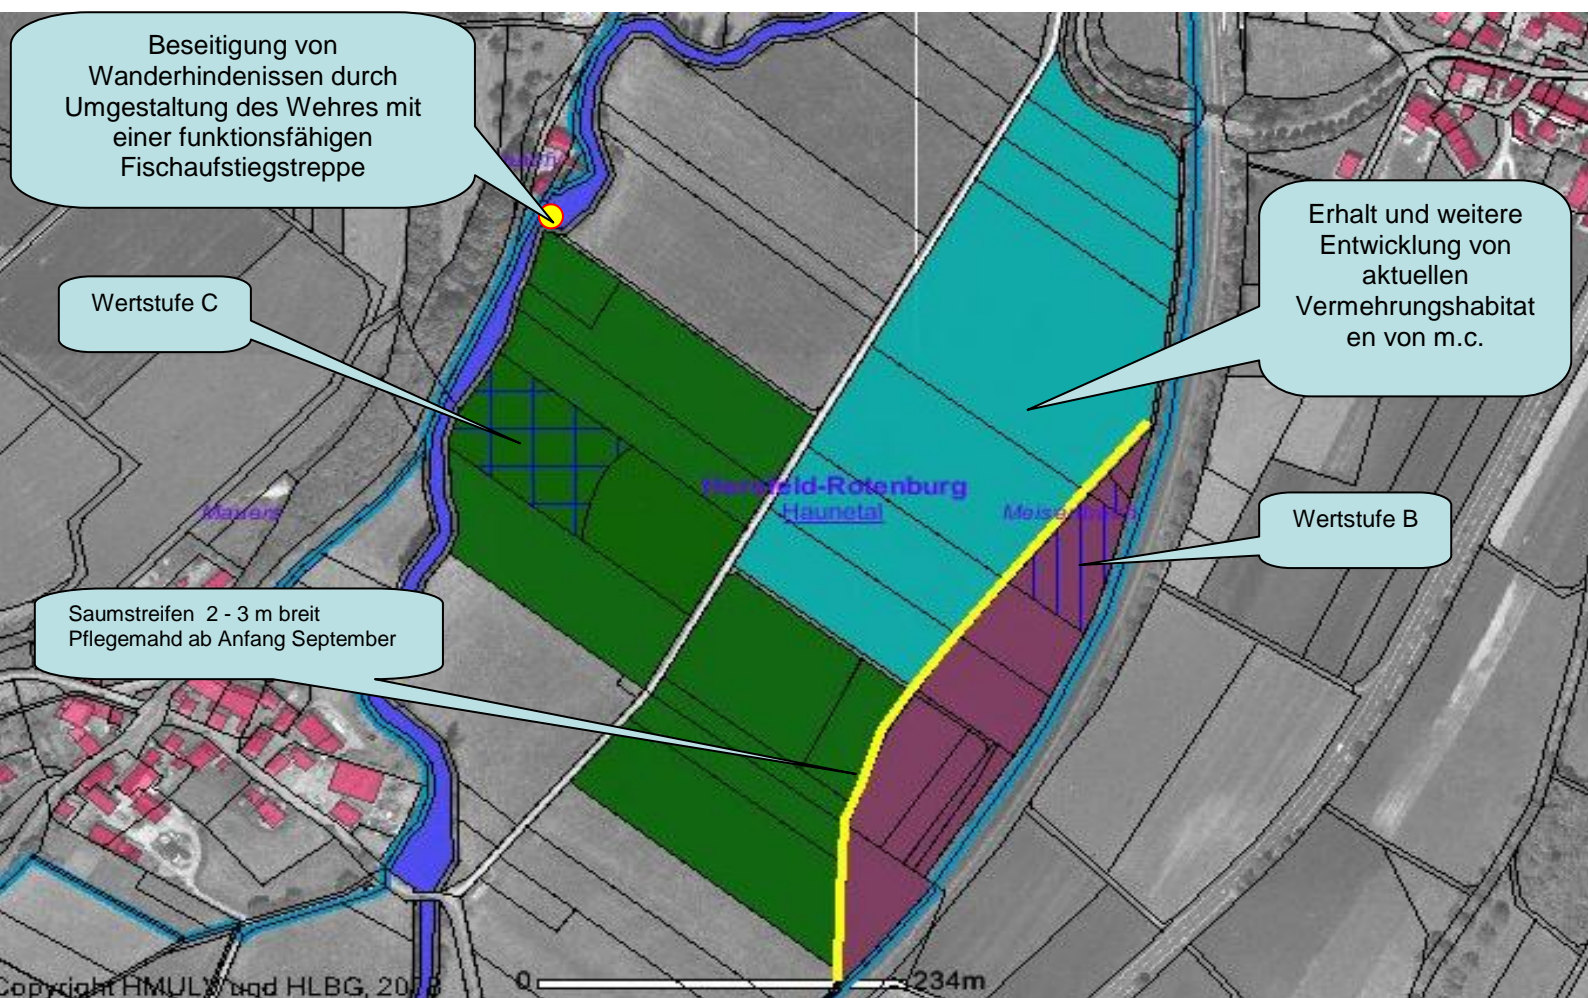 Beseitigung von
Wanderhindenissen durch
Umgestaltung des Wehres mit
einer funktionsfähigen
Fischaufstiegstreppe
Erhalt und weitere
Entwicklung von
aktuellen
Vermehrungshabitat
en von m.c.
Wertstufe C
Hersfeld-Rotenburg
Haunetal
Mauers
Wertstufe B
Saumstreifen 2 - 3 m breit
Pflegemahd ab Anfang September
Copyright HMULV und HLBG,
0
234m